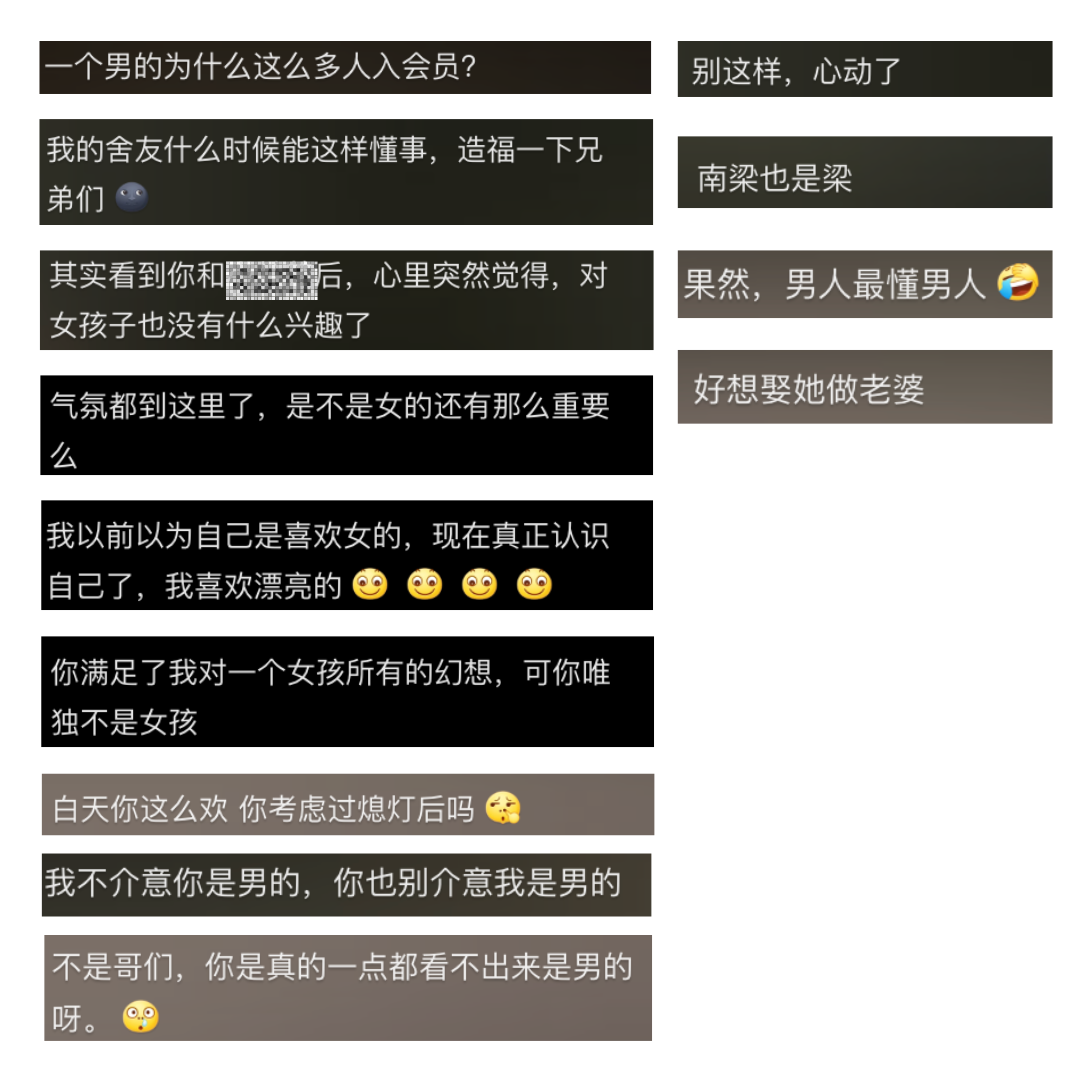 一个男的为什么这么多人入会员？
我的舍友什么时候能这样懂事，造福一下兄
弟们 🌚
其实看到你和后，心里突然觉得，对
女孩子也没有什么兴趣了
气氛都到这里了，是不是女的还有那么重要
么
我以前以为自己是喜欢女的，现在真正认识
自己了，我喜欢漂亮的
你满足了我对一个女孩所有的幻想，可你唯
独不是女孩
白天你这么欢 你考虑过熄灯后吗
我不介意你是男的，你也别介意我是男的
不是哥们，你是真的一点都看不出来是男的
呀。
别这样，心动了
南梁也是梁
果然，男人最懂男人
好想娶她做老婆